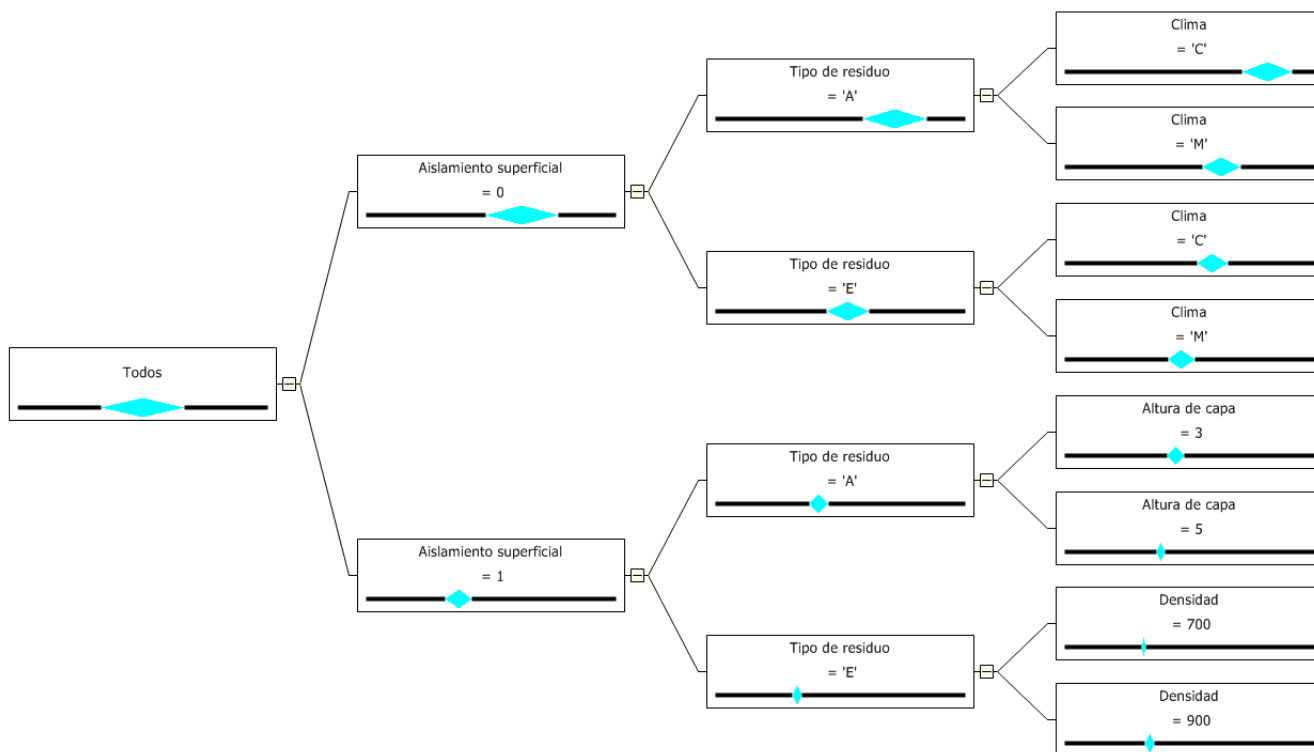 Todos
Aislamiento superficial
= 0
Aislamiento superficial
= 1
Tipo de residuo
= 'A'
Tipo de residuo
= 'E'
Tipo de residuo
= 'A'
Tipo de residuo
= 'E'
Clima
= 'C'
Clima
= 'M'
Clima
= 'C'
Clima
= 'M'
Altura de capa
= 3
Altura de capa
= 5
Densidad
= 700
Densidad
= 900